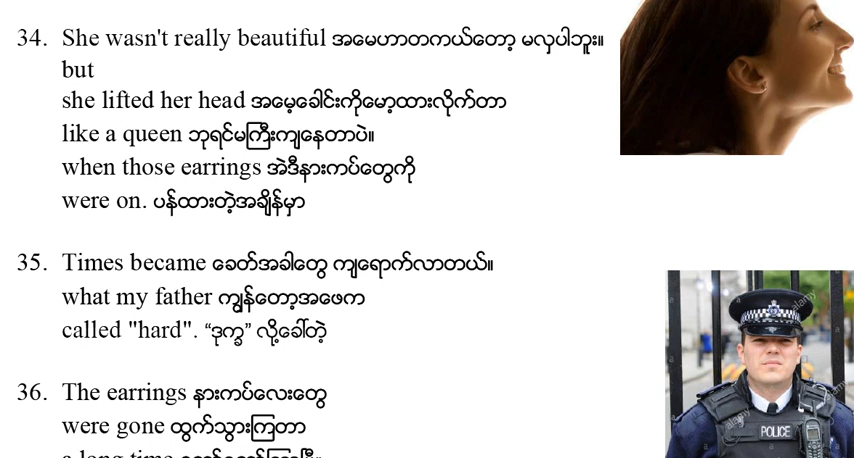 34. She wasn't really beautiful အမေဟာတကယ်တော့ မလှပါဘူး။
but
she lifted her head အမေ့ခေါင်းကိုမော့ထားလိုက်တာ
like a queen ဘုရင်မကြီးကျနေတာပဲ။
when those earrings အဲဒီနားကပ်တွေကို
were on. ပန်ထားတဲ့အချိန်မှာ
35. Times became ခေတ်အခါတွေ ကျရောက်လာတယ်။
what my father ကျွန်တော့အဖေက
called "hard". “ဒုက္ခ” လို့ခေါ်တဲ့
36. The earrings နားကပ်လေးတွေ
were gone ထွက်သွားကြတာ
a long time
POLICE
alamy
alamy
alamy